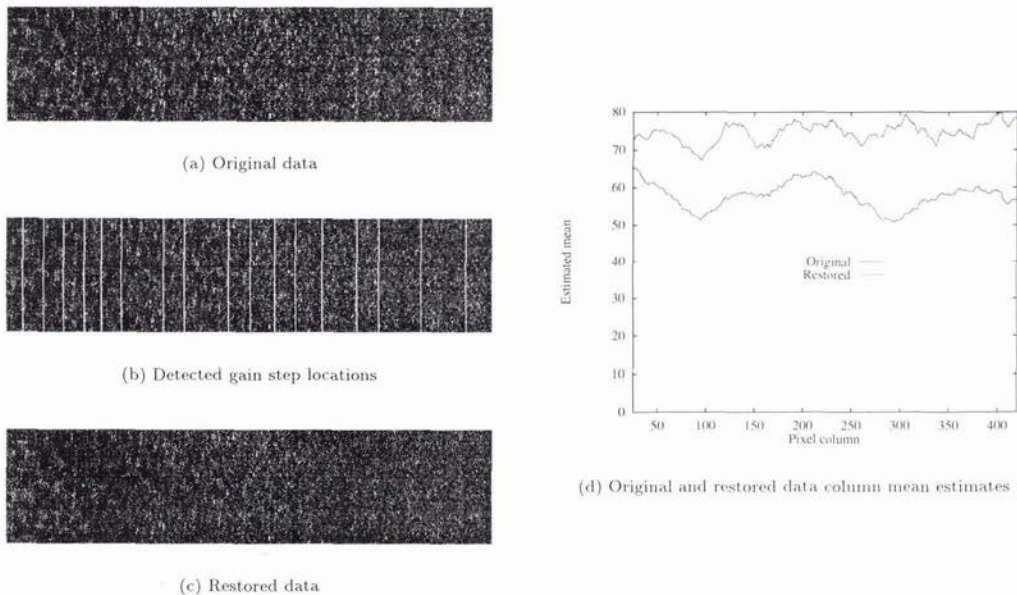 (a) Original data
(b) Detected gain step locations
(c) Restored data
80
70
60
50
40
30
20
10
0
Estimated mean
Original
Restored
50 100 150 200 250 300 350 400
Pixel column
(d) Original and restored data column mean estimates